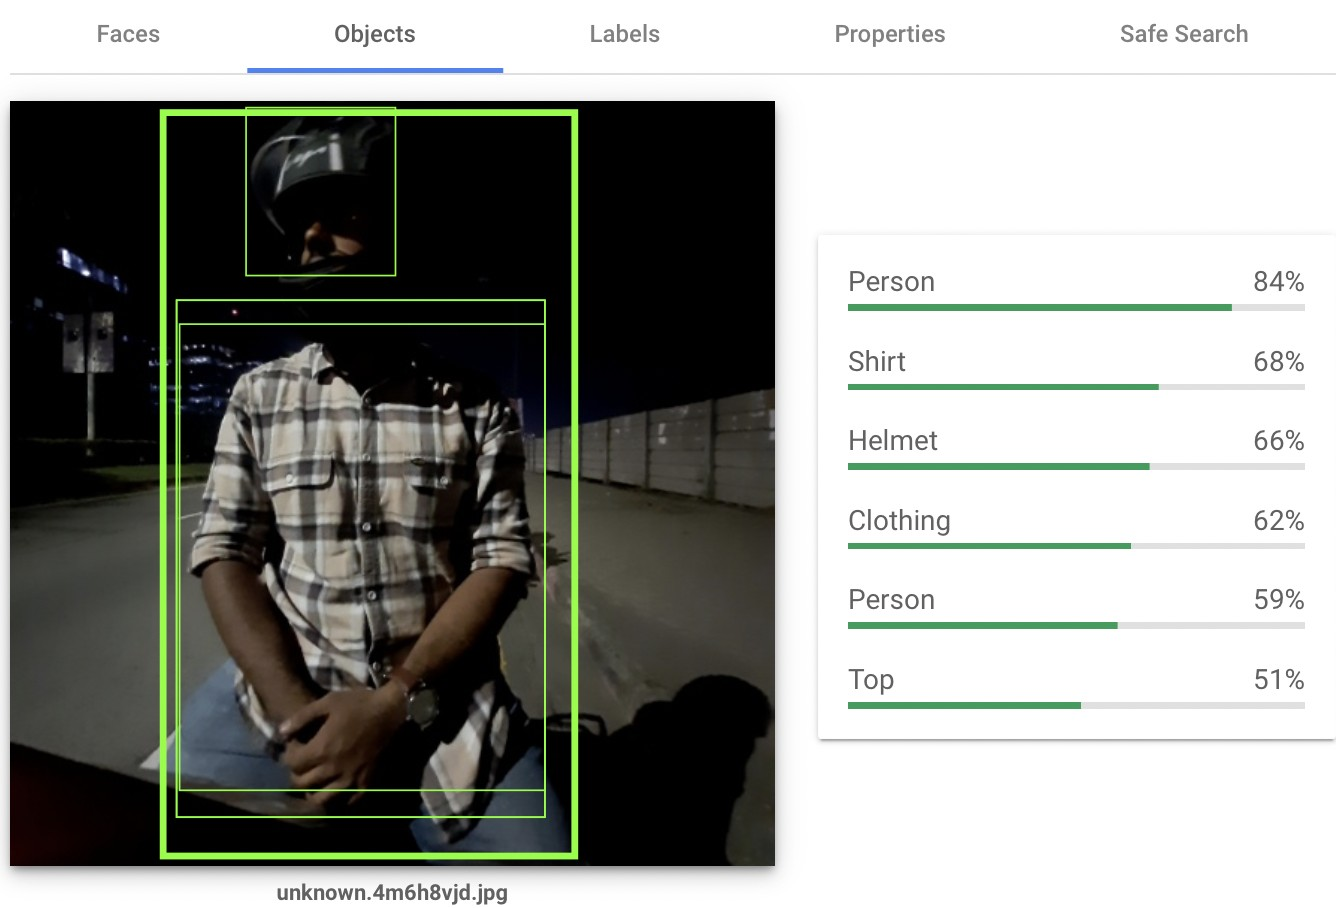 Faces
Objects
Labels
Properties
Safe Search
Person 84%
Shirt 68%
Helmet 66%
Clothing 62%
Person 59%
Top 51%
unknown.4m6h8vjd.jpg